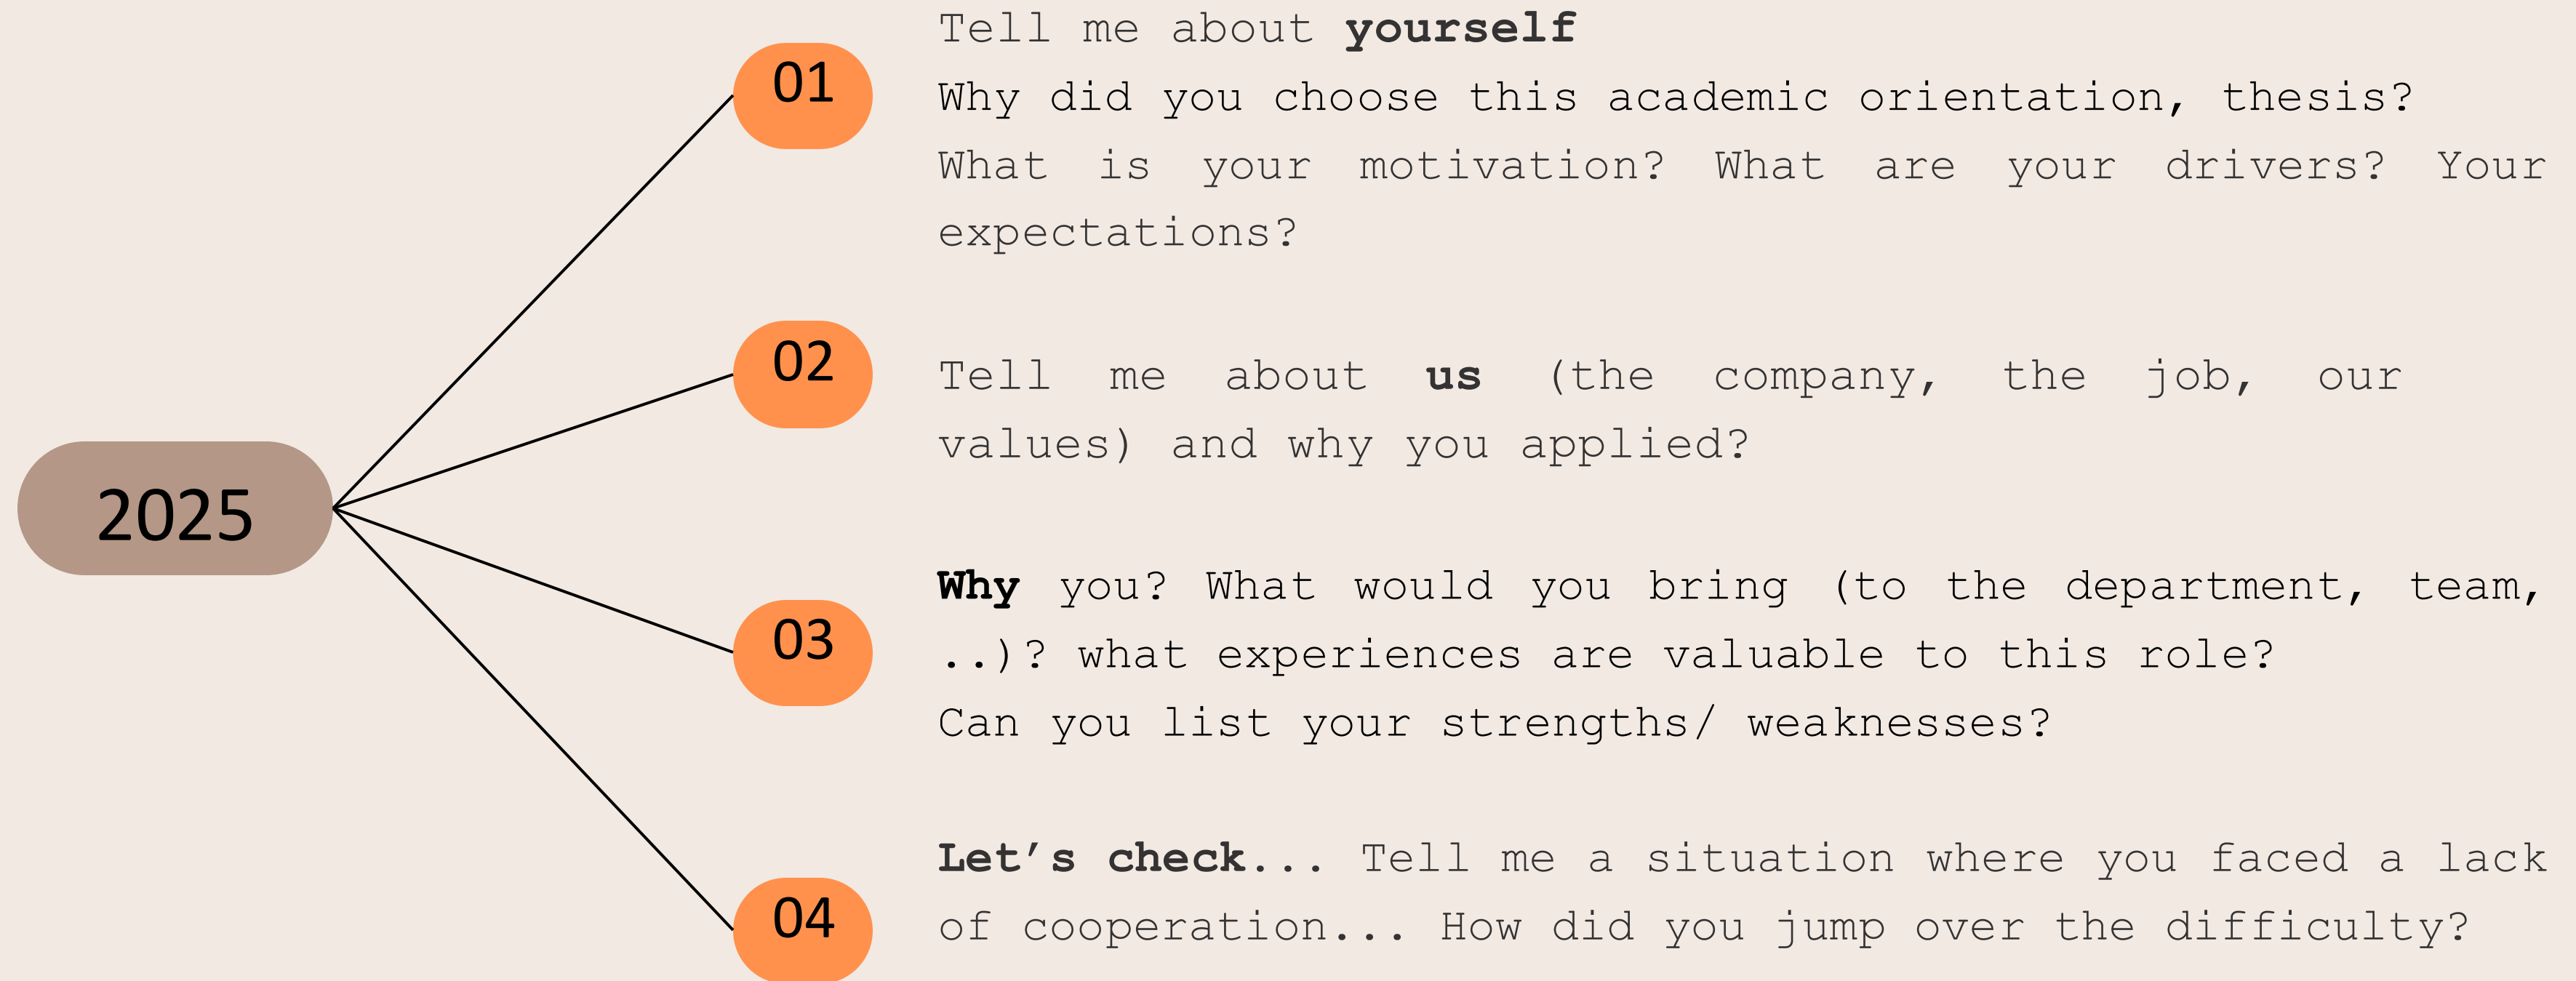 2025
01
Tell me about yourself
Why did you choose this academic orientation, thesis?
What is your motivation? What are your drivers? Your
expectations?
02
Tell me about us (the company, the job, our
values) and why you applied?
03
Why you? What would you bring (to the department, team,
..)? what experiences are valuable to this role?
Can you list your strengths/ weaknesses?
04
Let’s check... Tell me a situation where you faced a lack
of cooperation... How did you jump over the difficulty?